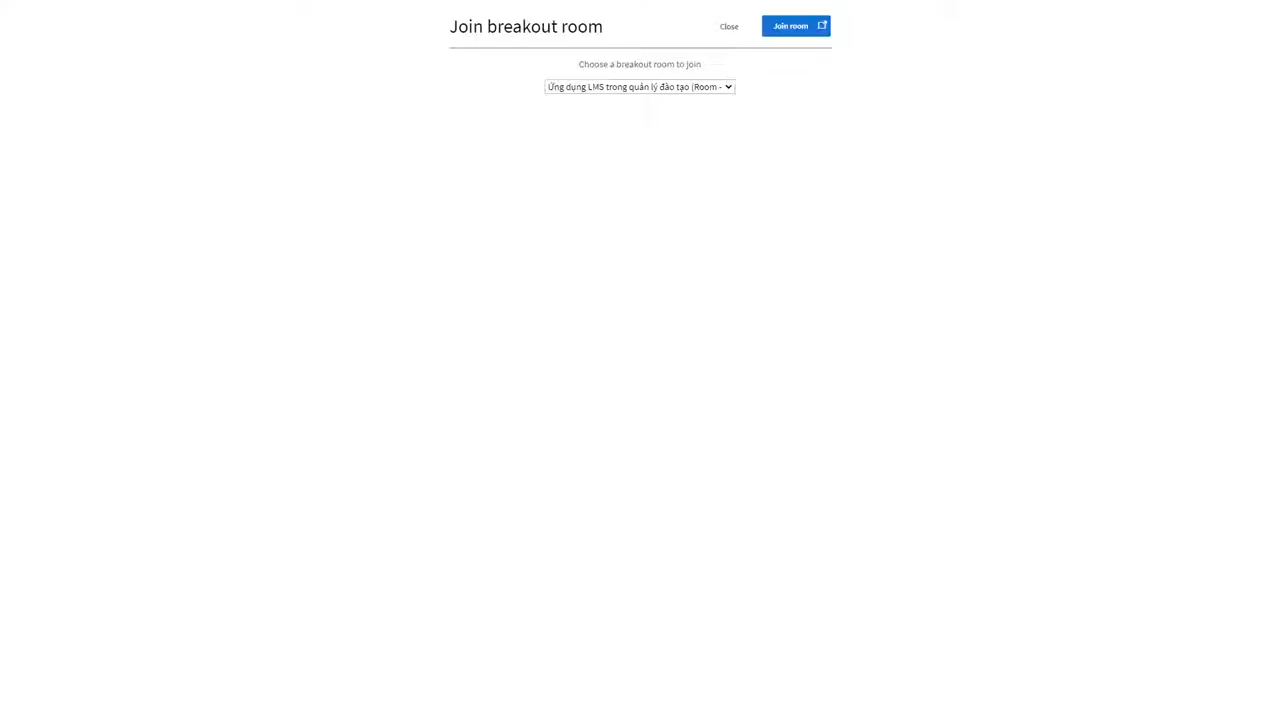 Join breakout room
Close
Join room
Choose a breakout room to join
Ứng dụng LMS trong quản lý đào tạo (Room -